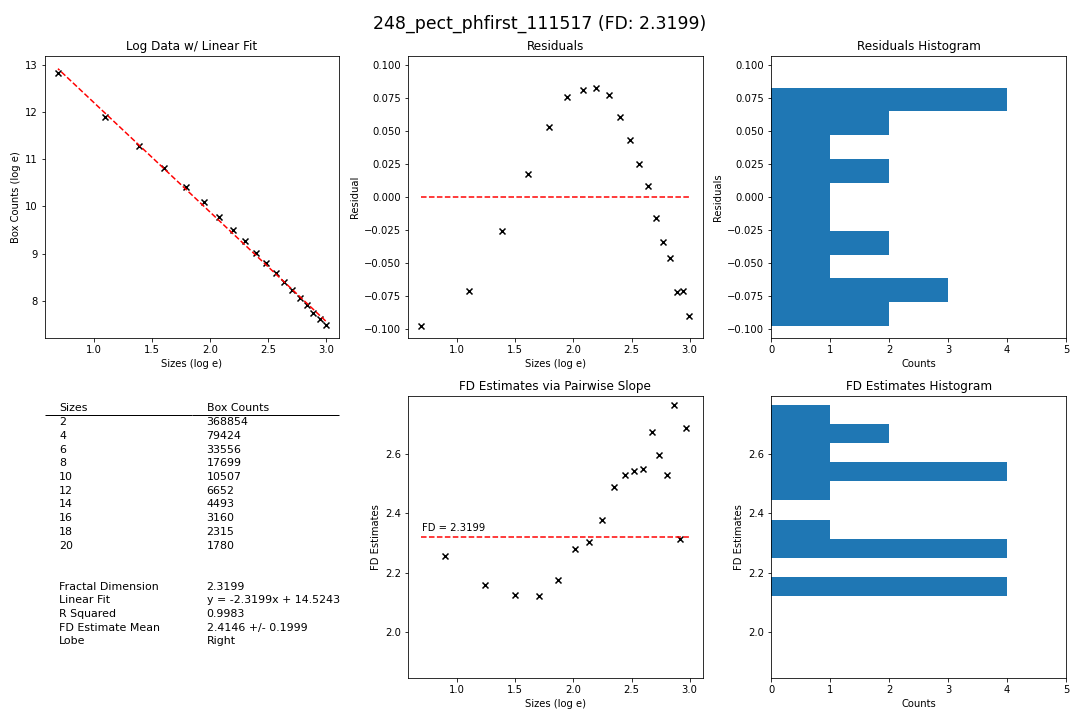 248_pect_phfirst_111517 (FD: 2.3199)
Log Data w/ Linear Fit
13
12
11
10
9
8
Box Counts (log e)
1.0 1.5 2.0 2.5 3.0
Sizes (log e)
Residuals
0.100
0.075
0.050
0.025
0.000
−0.025
−0.050
−0.075
−0.100
Residual
1.0 1.5 2.0 2.5 3.0
Sizes (log e)
Residuals Histogram
0.100
0.075
0.050
0.025
0.000
−0.025
−0.050
−0.075
−0.100
Residuals
0 1 2 3 4 5
Counts
Sizes Box Counts
2 368854
4 79424
6 33556
8 17699
10 10507
12 6652
14 4493
16 3160
18 2315
20 1780
Fractal Dimension 2.3199
Linear Fit y = -2.3199x + 14.5243
R Squared 0.9983
FD Estimate Mean 2.4146 +/- 0.1999
Lobe Right
FD Estimates via Pairwise Slope
2.6
2.4
2.2
2.0
FD Estimates
FD = 2.3199
1.0 1.5 2.0 2.5 3.0
Sizes (log e)
FD Estimates Histogram
2.6
2.4
2.2
2.0
FD Estimates
0 1 2 3 4 5
Counts